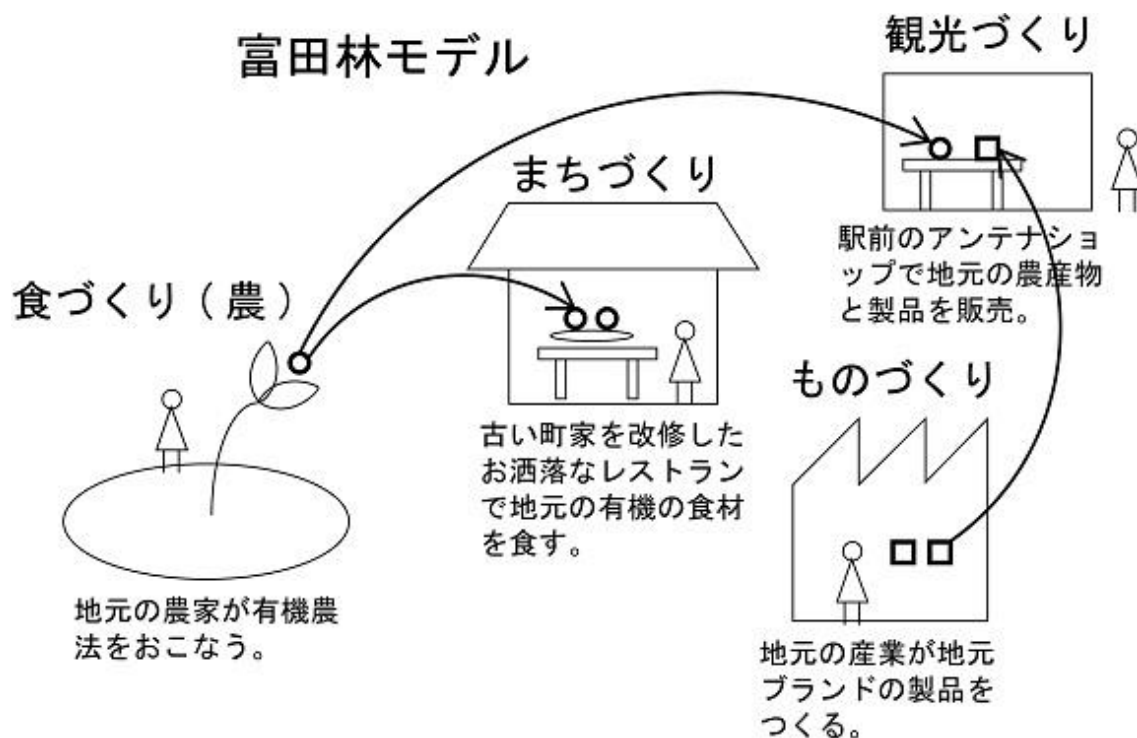 富田林モデル
観光づくり
駅前のアンテナショ
ップで地元の農産物
と製品を販売。
まちづくり
古い町家を改修した
お洒落なレストラン
で地元の有機の食材
を食す。
食づくり(農)
地元の農家が有機農
法をおこなう。
ものづくり
地元の産業が地元
ブランドの製品を
つくる。